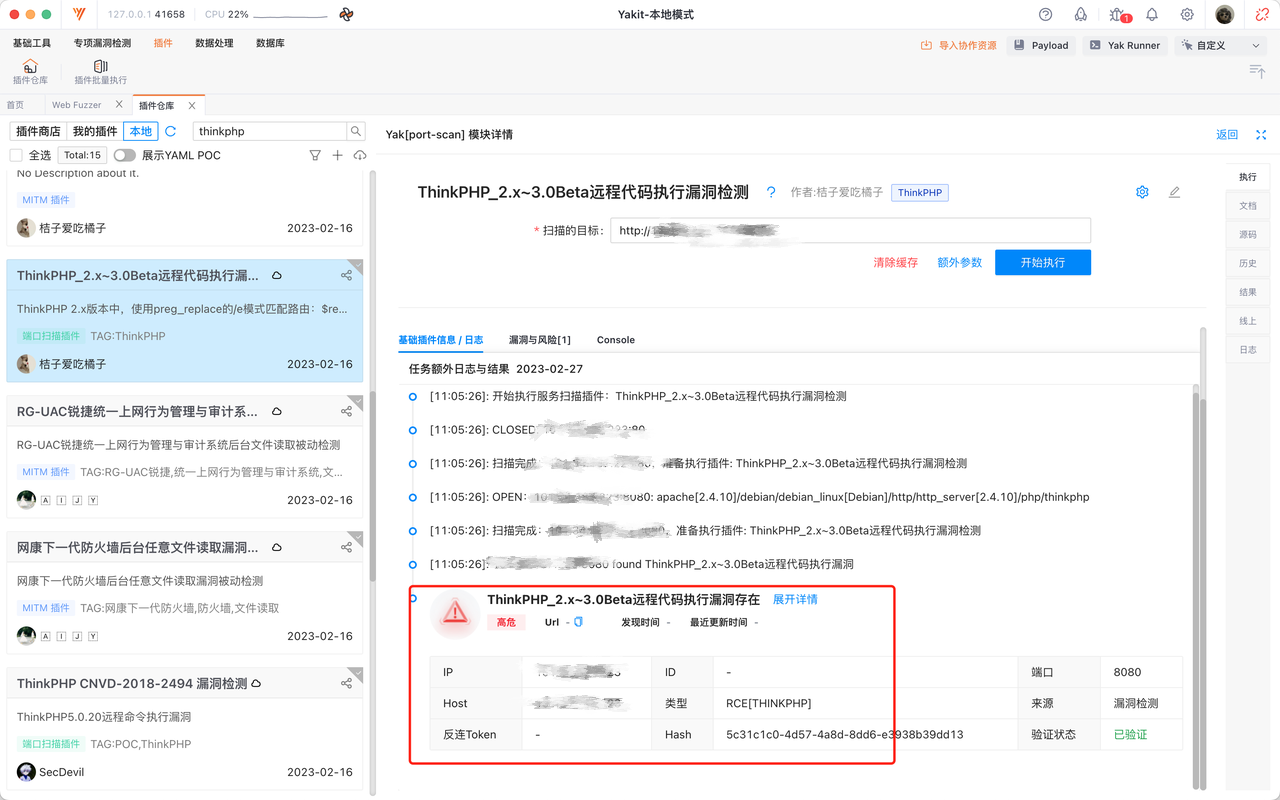 Yakit-本地模式
127.0.0.1 41658
CPU 22%
1
基础工具 专项漏洞检测 插件 数据处理 数据库
导入协作资源 Payload Yak Runner 自定义
插件仓库 插件批量执行
首页 Web Fuzzer 插件仓库
插件商店 我的插件 本地 thinkphp
全选 Total:15 展示YAML POC
No Description about it.
MITM 插件
桔子爱吃橘子 2023-02-16
ThinkPHP_2.x~3.0Beta远程代码执行漏...
ThinkPHP 2.x版本中，使用preg_replace的/e模式匹配路由：$re...
端口扫描插件 TAG:ThinkPHP
桔子爱吃橘子 2023-02-16
RG-UAC锐捷统一上网行为管理与审计系...
RG-UAC锐捷统一上网行为管理与审计系统后台文件读取被动检测
MITM 插件 TAG:RG-UAC锐捷,统一上网行为管理与审计系统,文...
A I J Y 2023-02-16
网康下一代防火墙后台任意文件读取漏洞...
网康下一代防火墙后台任意文件读取漏洞被动检测
MITM 插件 TAG:网康下一代防火墙,防火墙,文件读取
A I J Y 2023-02-16
ThinkPHP CNVD-2018-2494 漏洞检测
ThinkPHP5.0.20远程命令执行漏洞
端口扫描插件 TAG:POC,ThinkPHP
SecDevil 2023-02-16
Yak[port-scan] 模块详情
返回
ThinkPHP_2.x~3.0Beta远程代码执行漏洞检测 ? 作者:桔子爱吃橘子 ThinkPHP
* 扫描的目标: http://
清除缓存 额外参数 开始执行
基础插件信息 / 日志 漏洞与风险[1] Console
任务额外日志与结果 2023-02-27
[11:05:26]: 开始执行服务扫描插件：ThinkPHP_2.x~3.0Beta远程代码执行漏洞检测
[11:05:26]: CLOSED: :80
[11:05:26]: 扫描完成: 准备执行插件: ThinkPHP_2.x~3.0Beta远程代码执行漏洞检测
[11:05:26]: OPEN: :8080: apache[2.4.10]/debian/debian_linux[Debian]/http/http_server[2.4.10]/php/thinkphp
[11:05:26]: 扫描完成: 准备执行插件: ThinkPHP_2.x~3.0Beta远程代码执行漏洞检测
[11:05:26]: found ThinkPHP_2.x~3.0Beta远程代码执行漏洞
ThinkPHP_2.x~3.0Beta远程代码执行漏洞存在 展开详情
高危 Url - 发现时间 - 最近更新时间 -
IP ID - 端口 8080
Host 类型 RCE[THINKPHP] 来源 漏洞检测
反连Token - Hash 5c31c1c0-4d57-4a8d-8dd6-e3938b39dd13 验证状态 已验证
执行
文档
源码
历史
结果
线上
日志